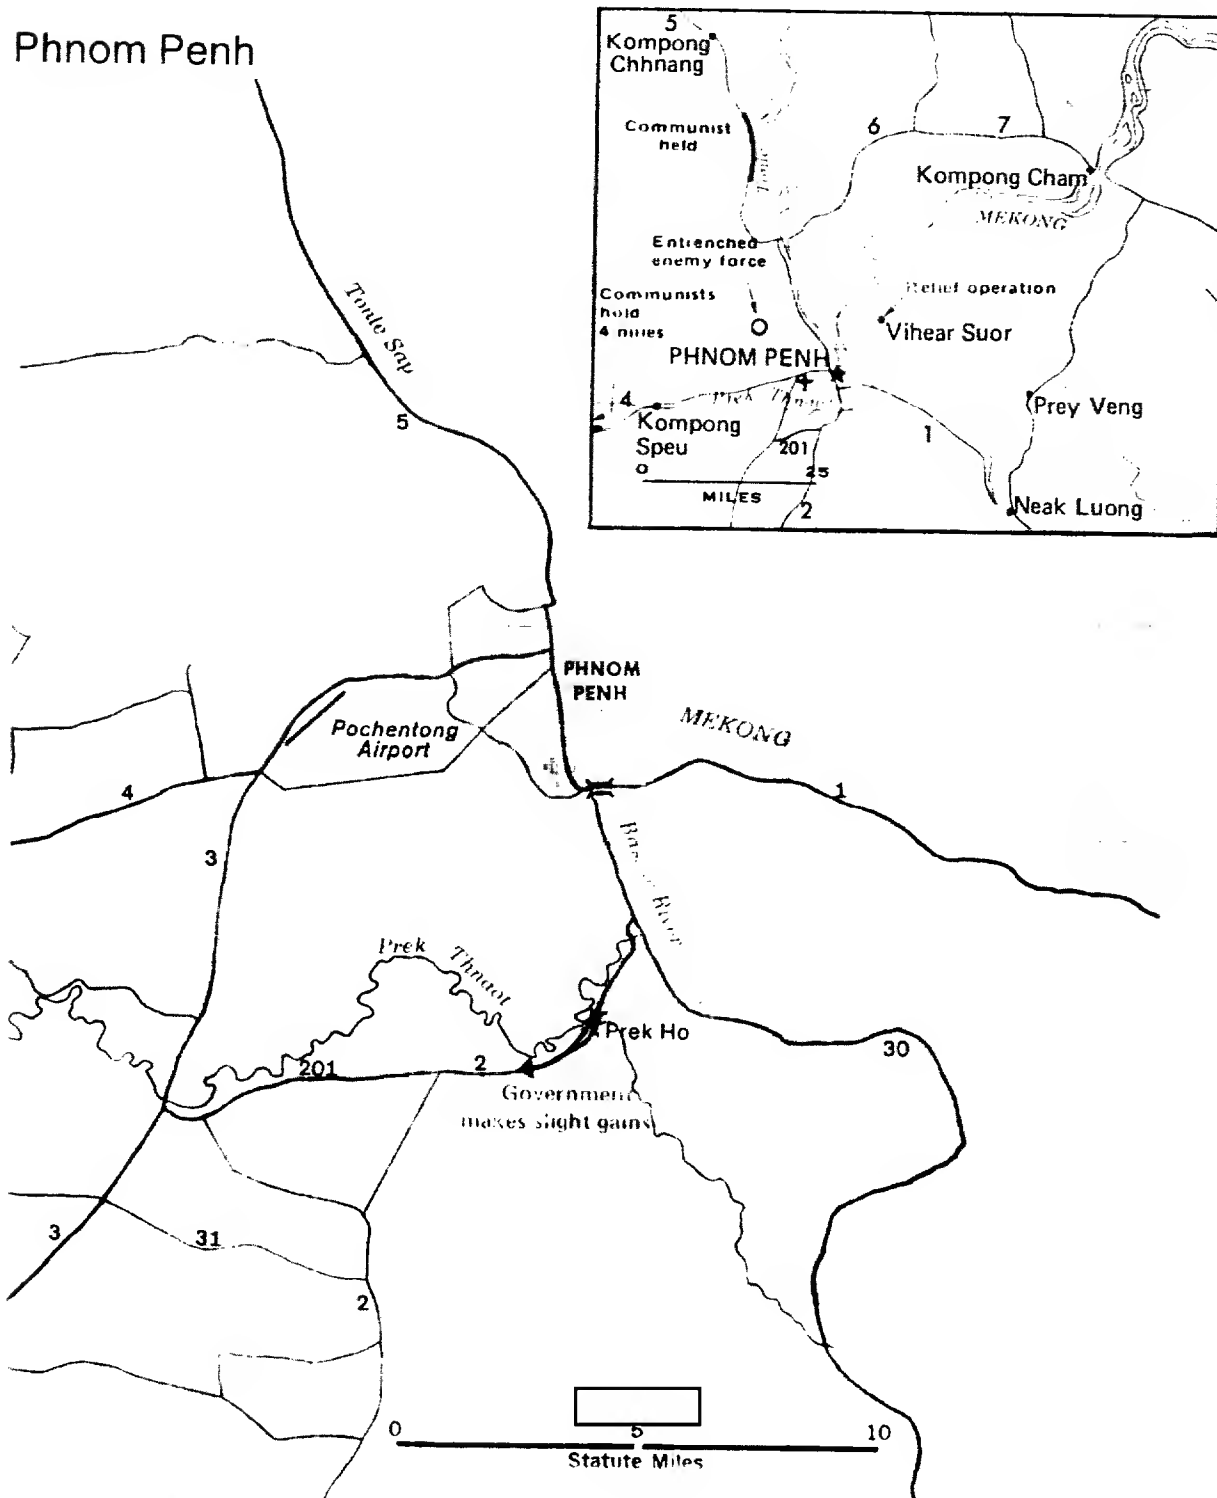 Phnom Penh
5
Kompong
Chhnang
Communist
held
6
7
Kompong Cham
MEKONG
Entrenched
enemy force
Communists
hold
4 miles
Relief operation
Vihear Suor
PHNOM PENH
4
Prek
Kompong
Speu
201
1
Prey Veng
0
25
MILES
2
Neak Luong
Tonle Sap
5
PHNOM
PENH
MEKONG
Pochentong
Airport
4
1
3
River
Prek Thnaot
Prek Ho
30
201
2
Government
makes slight gains
3
31
2
0
5
10
Statute Miles